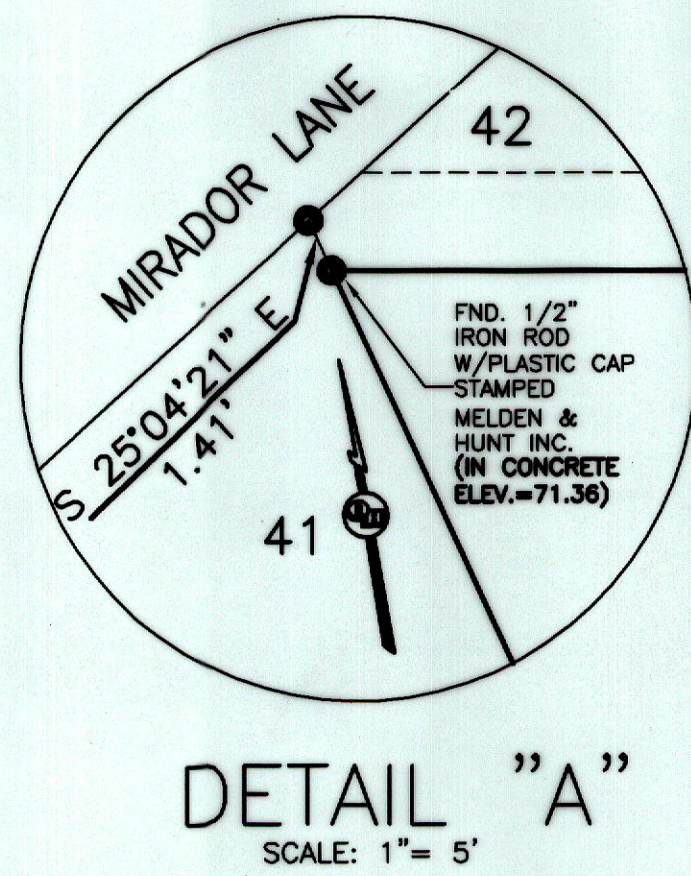 MIRADOR LANE
42
S 25°04'21" E
1.41'
FND. 1/2"
IRON ROD
W/PLASTIC CAP
STAMPED
MELDEN &
HUNT INC.
(IN CONCRETE
ELEV.=71.36)
41
DETAIL "A"
SCALE: 1"= 5'